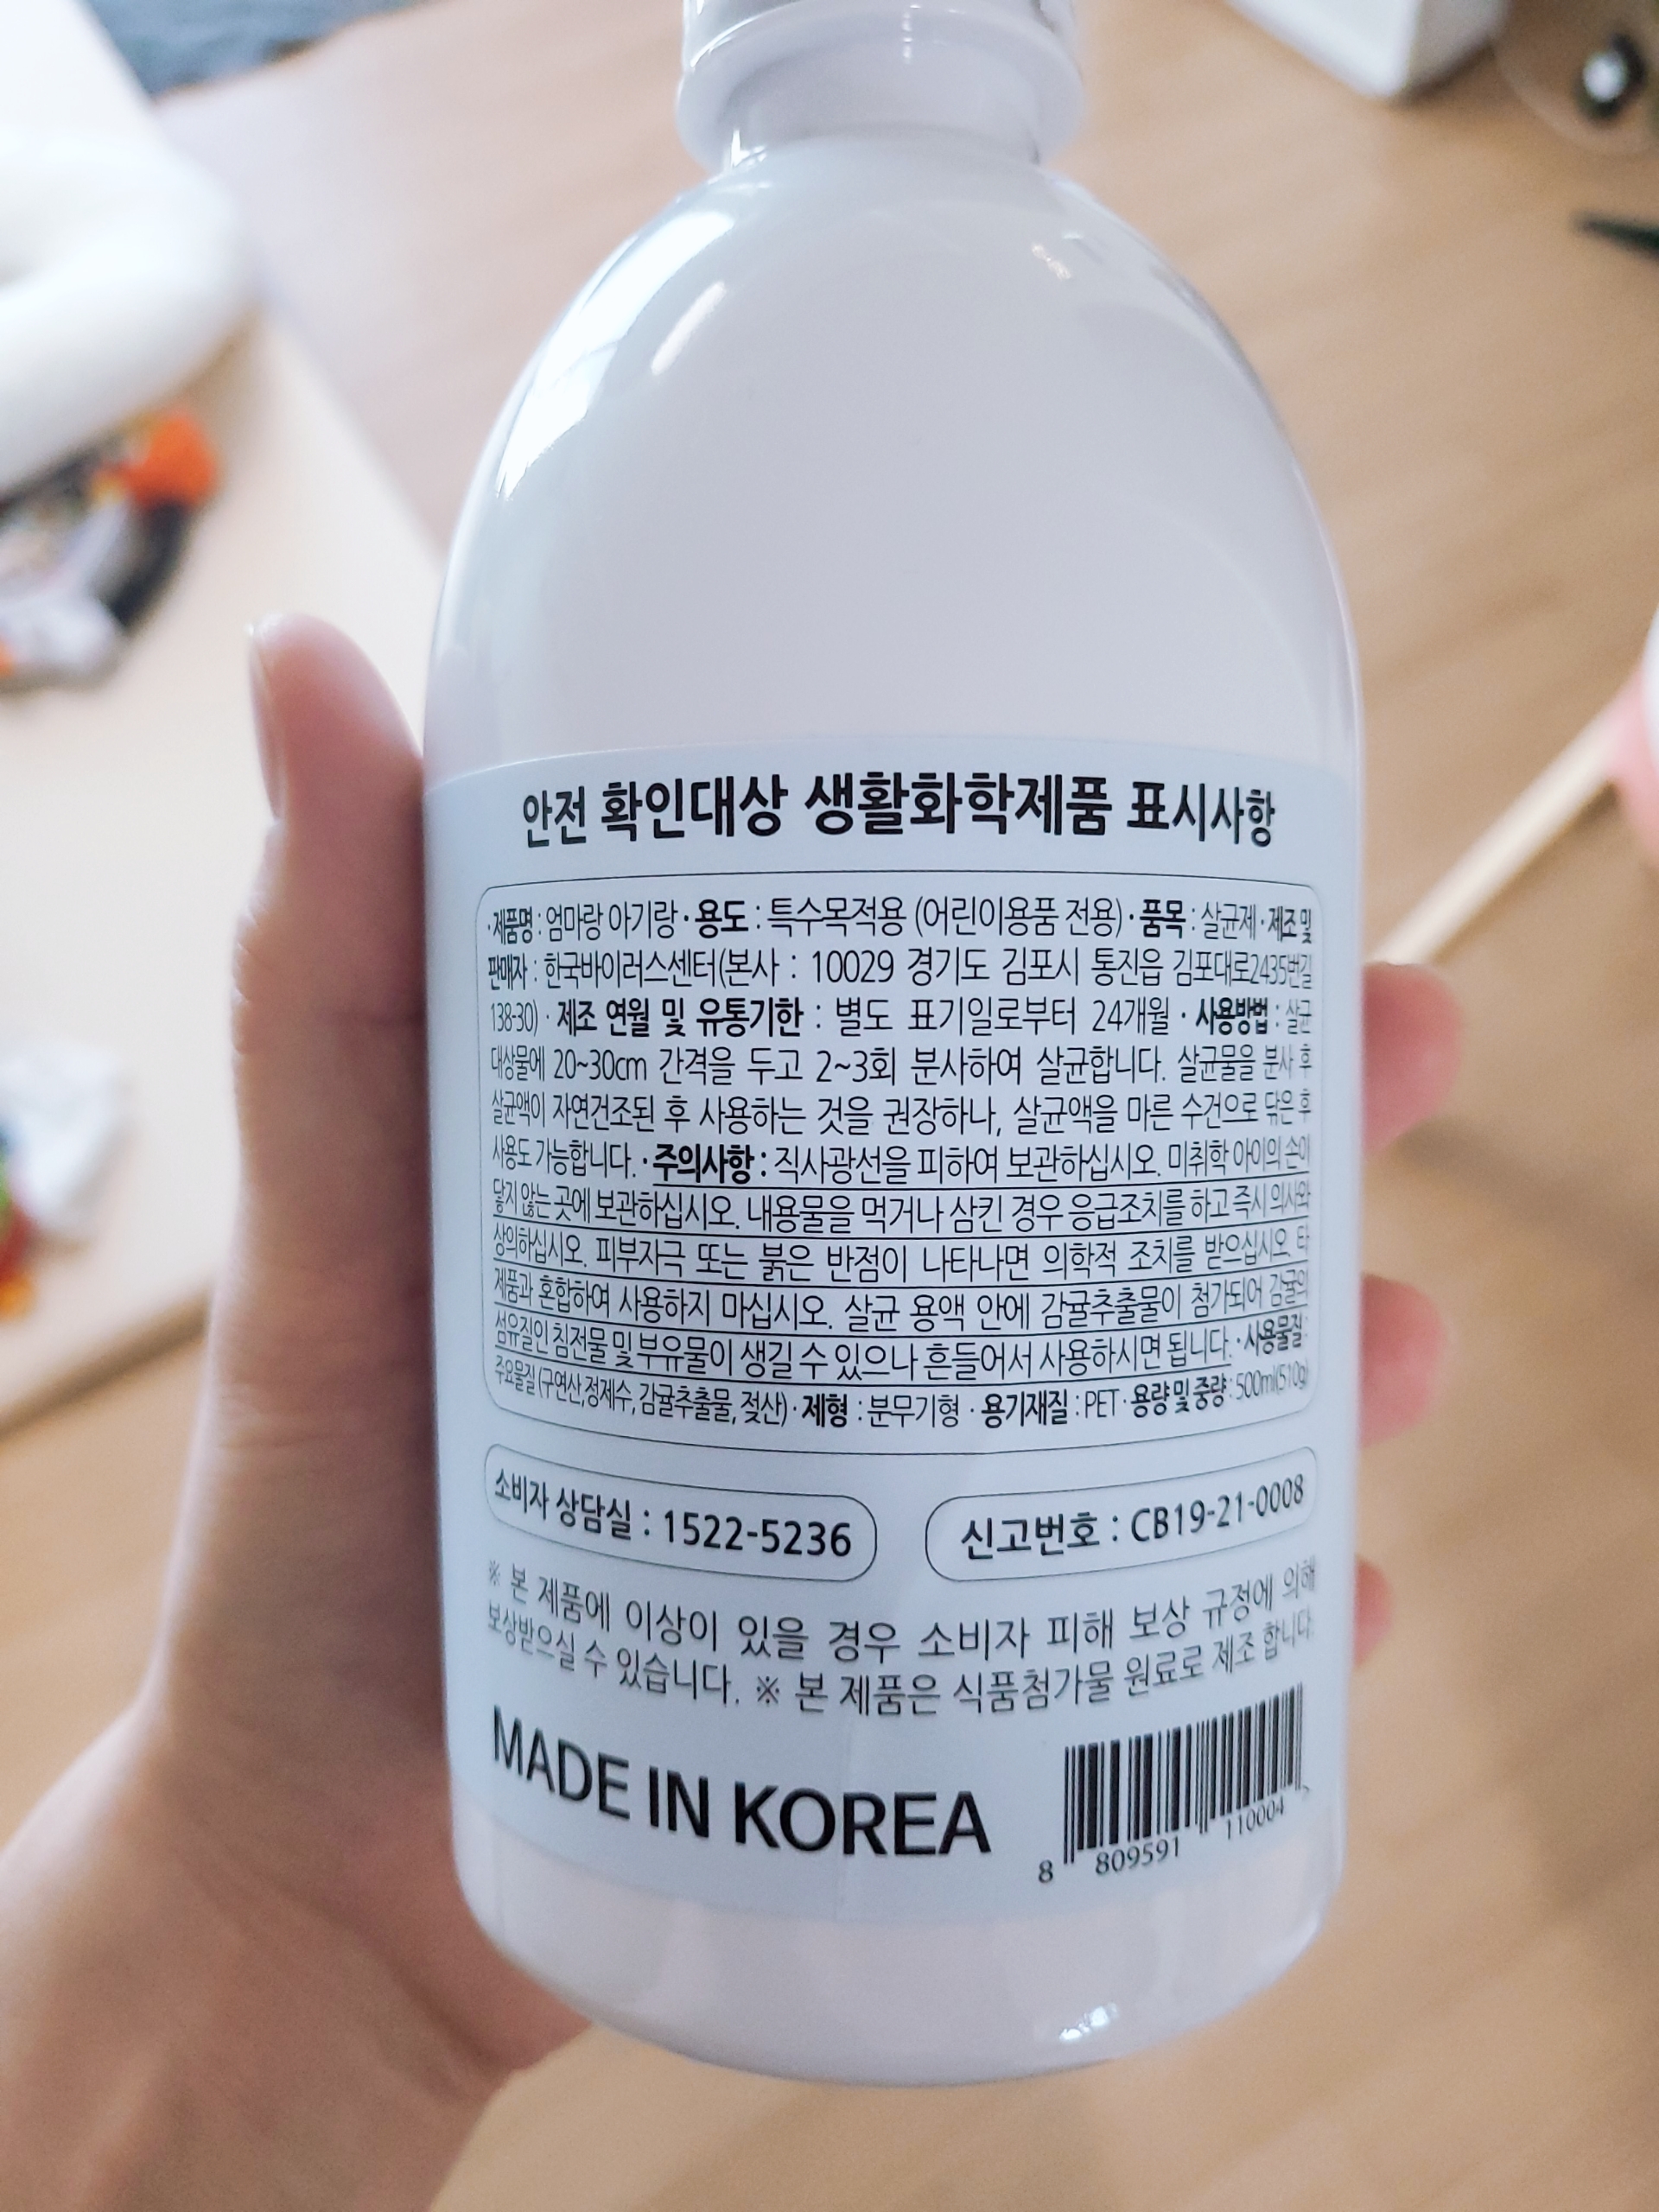 안전 확인대상 생활화학제품 표시사항
·제품명 : 엄마랑 아기랑 · 용도 : 특수목적용 (어린이용품 전용) · 품목 : 살균제 · 제조 및
판매자 : 한국바이러스센터(본사 : 10029 경기도 김포시 통진읍 김포대로2435번길
138-30) · 제조 연월 및 유통기한 : 별도 표기일로부터 24개월 · 사용방법 : 살균
대상물에 20~30cm 간격을 두고 2~3회 분사하여 살균합니다. 살균물을 분사 후
살균액이 자연건조된 후 사용하는 것을 권장하나, 살균액을 마른 수건으로 닦은 후
사용도 가능합니다. · 주의사항 : 직사광선을 피하여 보관하십시오. 미취학 아이의 손이
닿지 않는 곳에 보관하십시오. 내용물을 먹거나 삼킨 경우 응급조치를 하고 즉시 의사와
상의하십시오. 피부자극 또는 붉은 반점이 나타나면 의학적 조치를 받으십시오. 타
제품과 혼합하여 사용하지 마십시오. 살균 용액 안에 감귤추출물이 첨가되어 감귤의
섬유질인 침전물 및 부유물이 생길 수 있으나 흔들어서 사용하시면 됩니다. · 사용물질 :
주요물질 (구연산,정제수, 감귤추출물, 젖산) · 제형 : 분무기형 · 용기재질 : PET · 용량 및 중량 : 500ml(510g)
소비자 상담실 : 1522-5236
신고번호 : CB19-21-0008
※ 본 제품에 이상이 있을 경우 소비자 피해 보상 규정에 의해
보상받으실 수 있습니다. ※ 본 제품은 식품첨가물 원료로 제조 합니다.
MADE IN KOREA
8 809591 110004